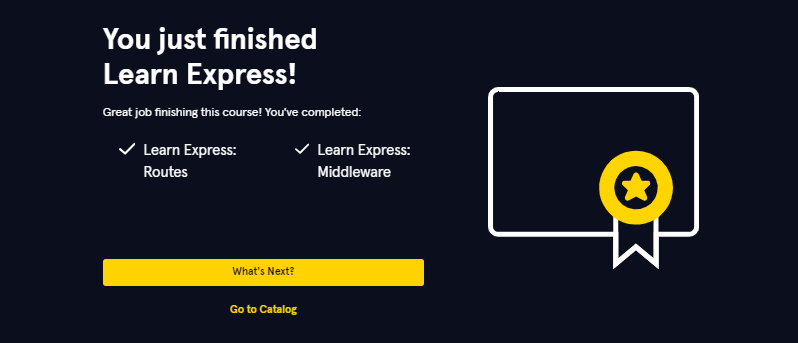 You just finished
Learn Express!
Great job finishing this course! You've completed:
Learn Express:
Routes
Learn Express:
Middleware
What's Next?
Go to Catalog